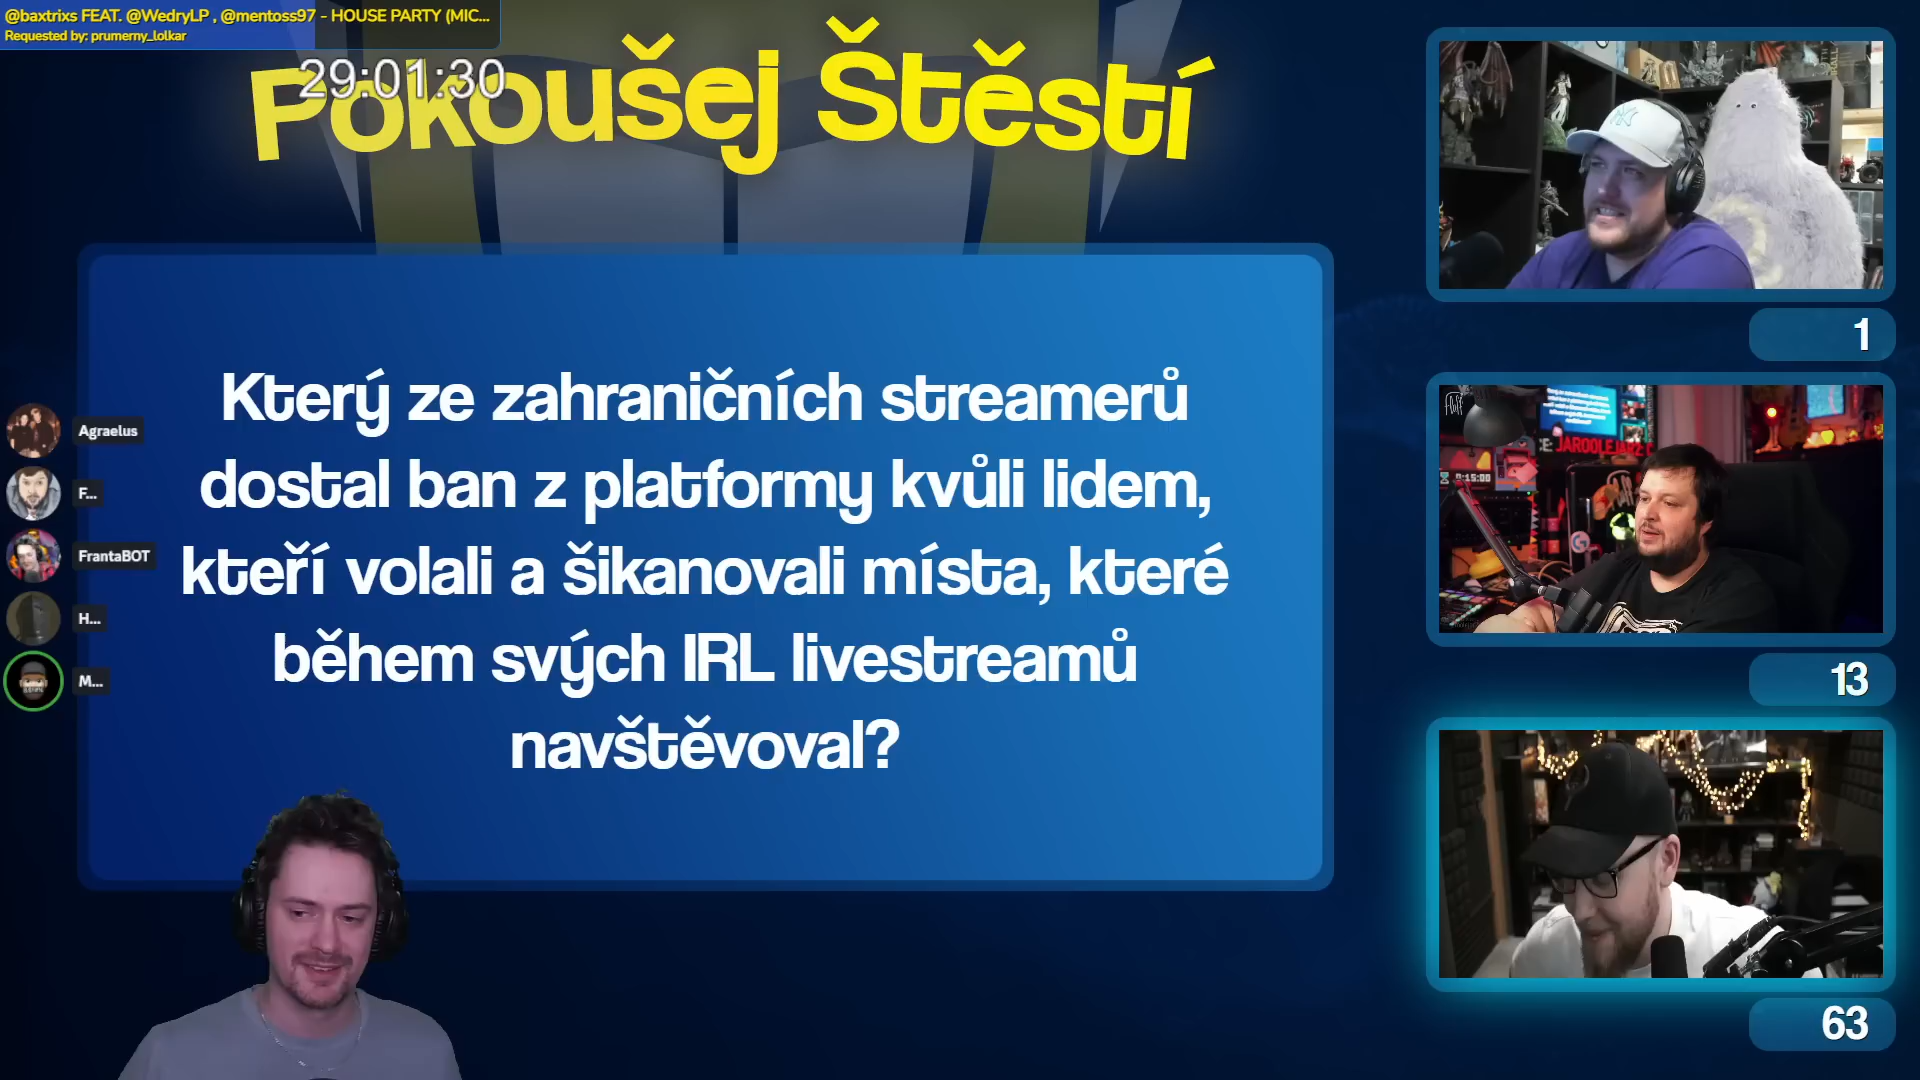 @baxtrixs FEAT. @WedryLP , @mentoss97 - HOUSE PARTY (MIC...
Requested by: prumerny_lolkar
29:01:30
Pokoušej Štěstí
Který ze zahraničních streamerů
dostal ban z platformy kvůli lidem,
kteří volali a šikanovali místa, které
během svých IRL livestreamů
navštěvoval?
Agraelus
F...
FrantaBOT
H...
M...
1
13
63